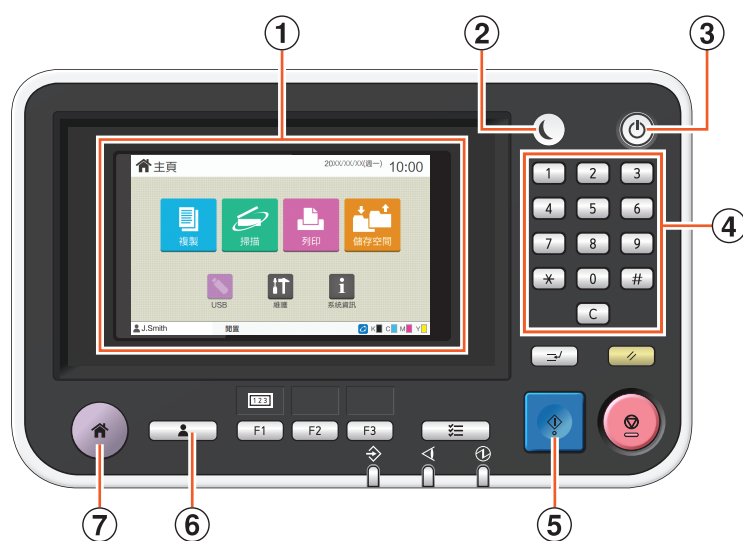 1
2
3
主頁
20XX/XX/XX(週一)
10:00
複製
掃描
列印
儲存空間
USB
維護
系統資訊
J.Smith
閒置
K
C
M
Y
1 2 3
4 5 6
7 8 9
* 0 #
C
4
123
F1
F2
F3
7
6
5